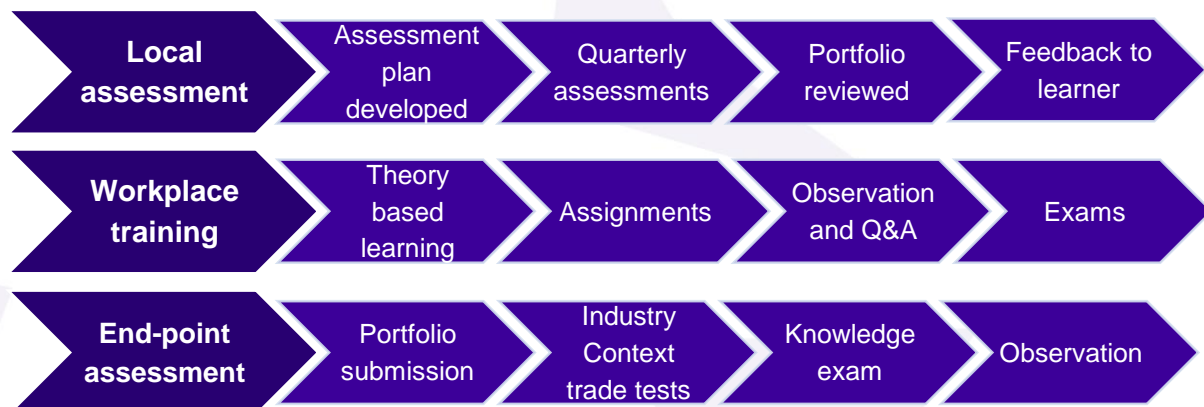 Local
assessment
Assessment
plan
developed
Quarterly
assessments
Portfolio
reviewed
Feedback to
learner
Workplace
training
Theory
based
learning
Assignments
Observation
and Q&A
Exams
End-point
assessment
Portfolio
submission
Industry
Context
trade tests
Knowledge
exam
Observation